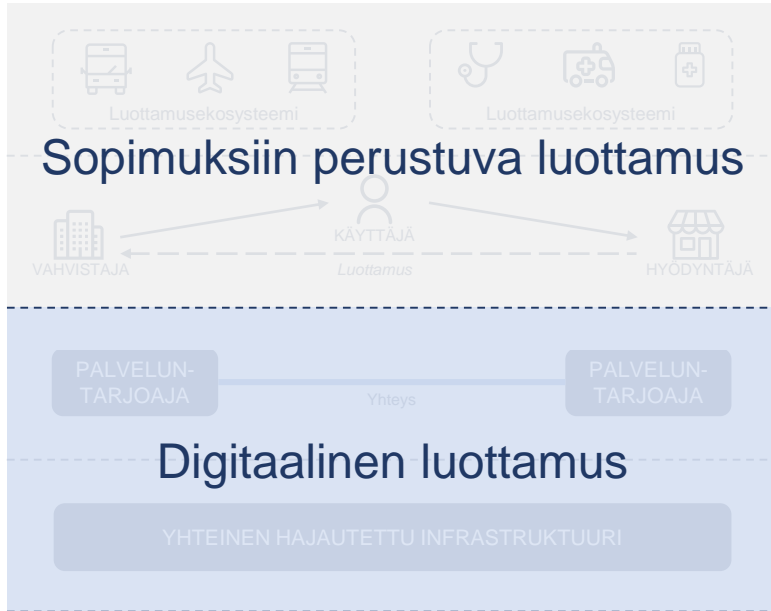 Luottamusekosysteemi
Luottamusekosysteemi
Sopimuksiin perustuva luottamus
KÄYTTÄJÄ
VAHVISTAJA
Luottamus
HYÖDYNTÄJÄ
PALVELUN-
TARJOAJA
Yhteys
PALVELUN-
TARJOAJA
Digitaalinen luottamus
YHTEINEN HAJAUTETTU INFRASTRUKTUURI